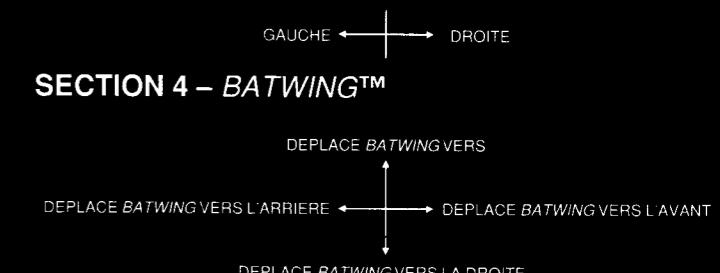 GAUCHE DROITE
SECTION 4 – BATWING™
DEPLACE BATWING VERS
DEPLACE BATWING VERS L'ARRIERE DEPLACE BATWING VERS L'AVANT
DEPLACE BATWING VERS LA DROITE